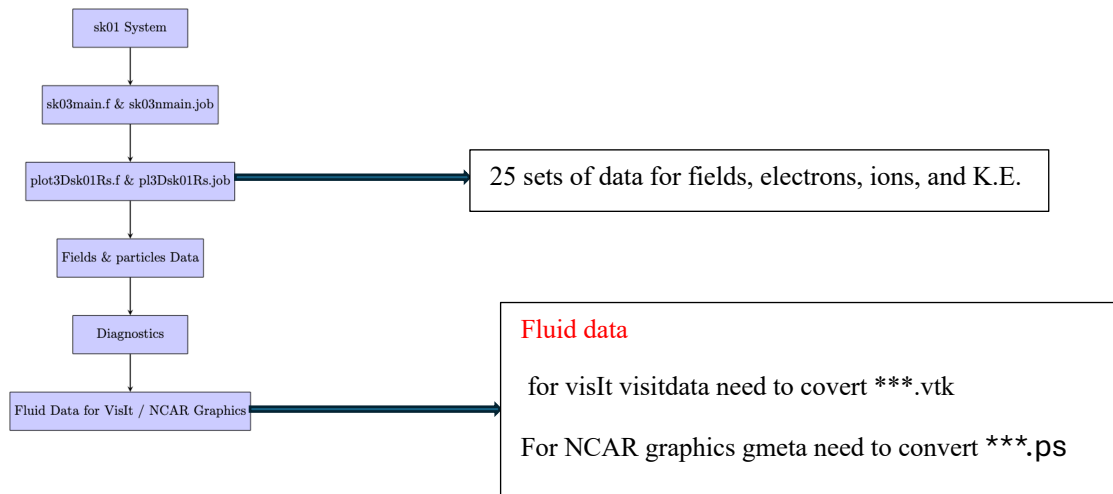 sk01 System
sk03main.f & sk03nmain.job
plot3Dsk01Rs.f & pl3Dsk01Rs.job
25 sets of data for fields, electrons, ions, and K.E.
Fields & particles Data
Diagnostics
Fluid Data for VisIt / NCAR Graphics
Fluid data
for visIt visitdata need to covert ***.vtk
For NCAR graphics gmeta need to convert ***.ps